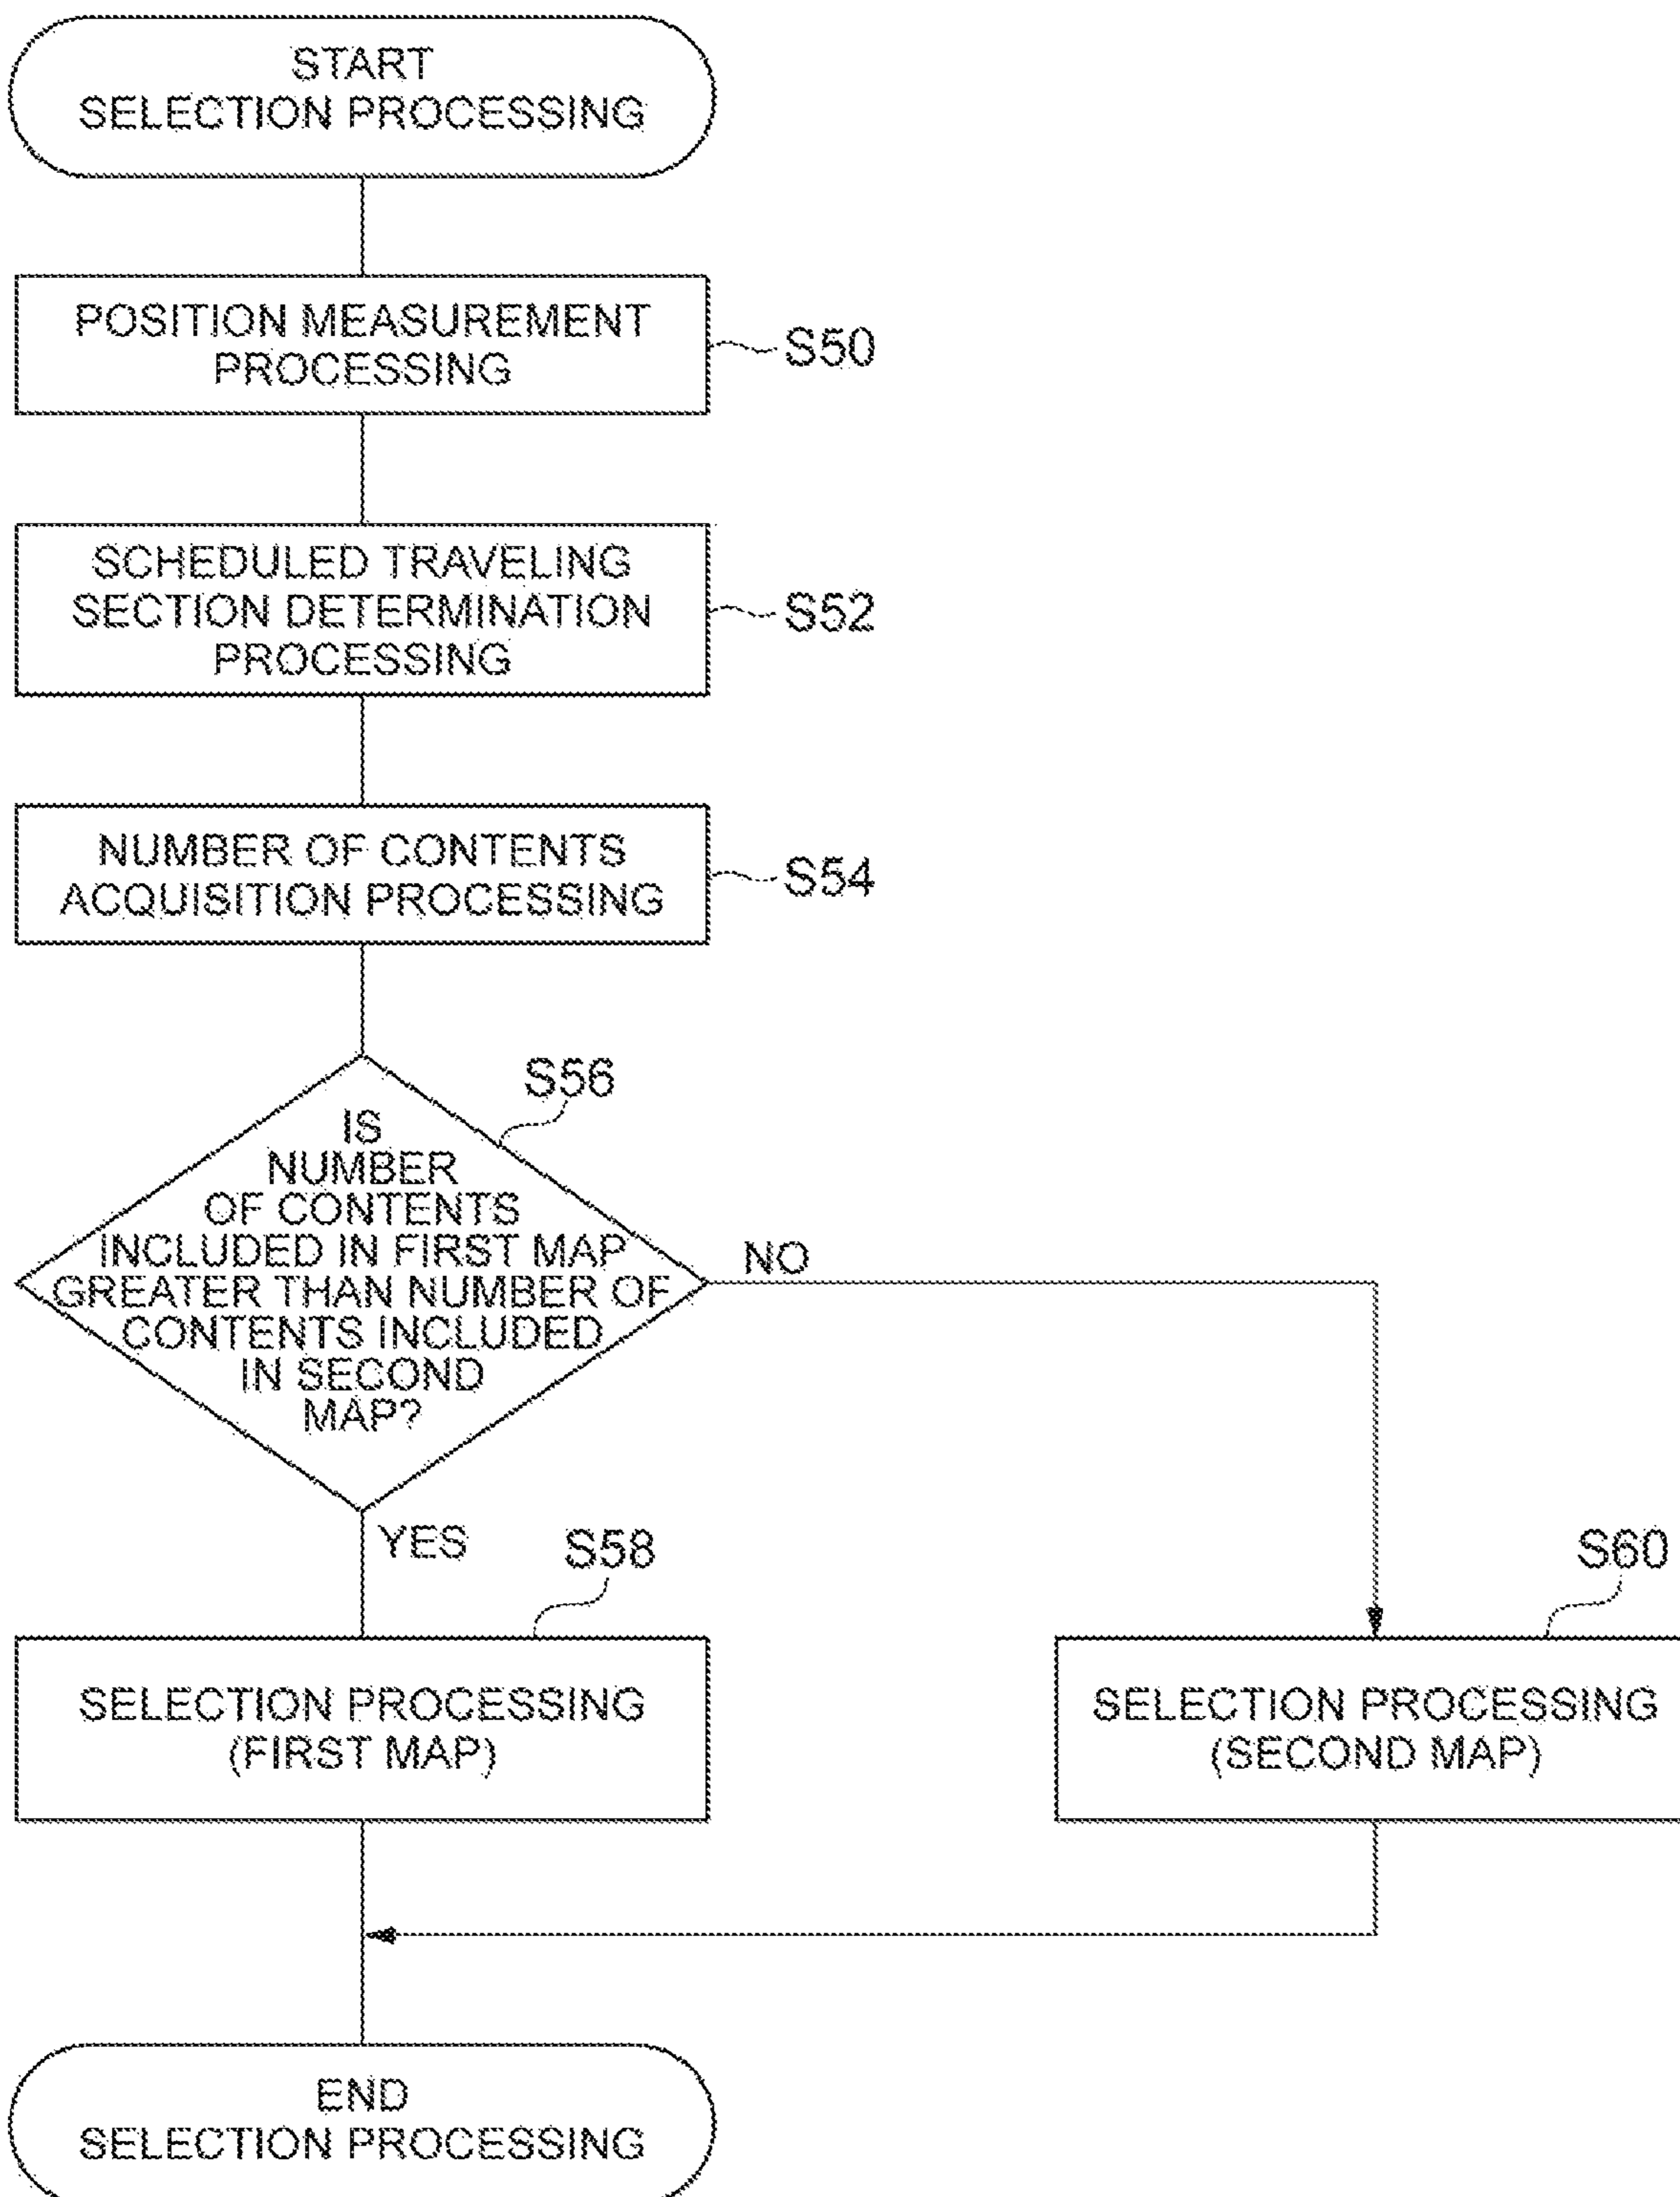 START
SELECTION PROCESSING
POSITION MEASUREMENT
PROCESSING
S50
SCHEDULED TRAVELING
SECTION DETERMINATION
PROCESSING
S52
NUMBER OF CONTENTS
ACQUISITION PROCESSING
S54
S56
IS
NUMBER
OF CONTENTS
INCLUDED IN FIRST MAP
GREATER THAN NUMBER OF
CONTENTS INCLUDED
IN SECOND
MAP?
NO
YES
S58
S60
SELECTION PROCESSING
(FIRST MAP)
SELECTION PROCESSING
(SECOND MAP)
END
SELECTION PROCESSING